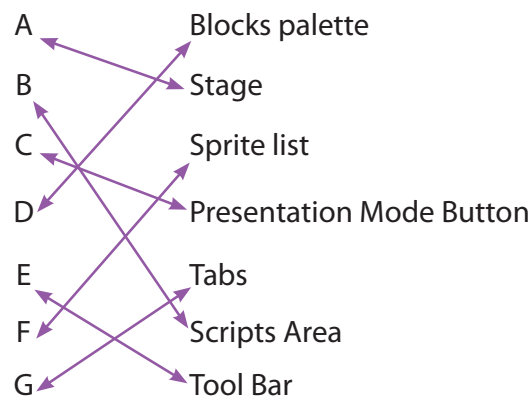 A Blocks palette
B Stage
C Sprite list
D Presentation Mode Button
E Tabs
F Scripts Area
G Tool Bar